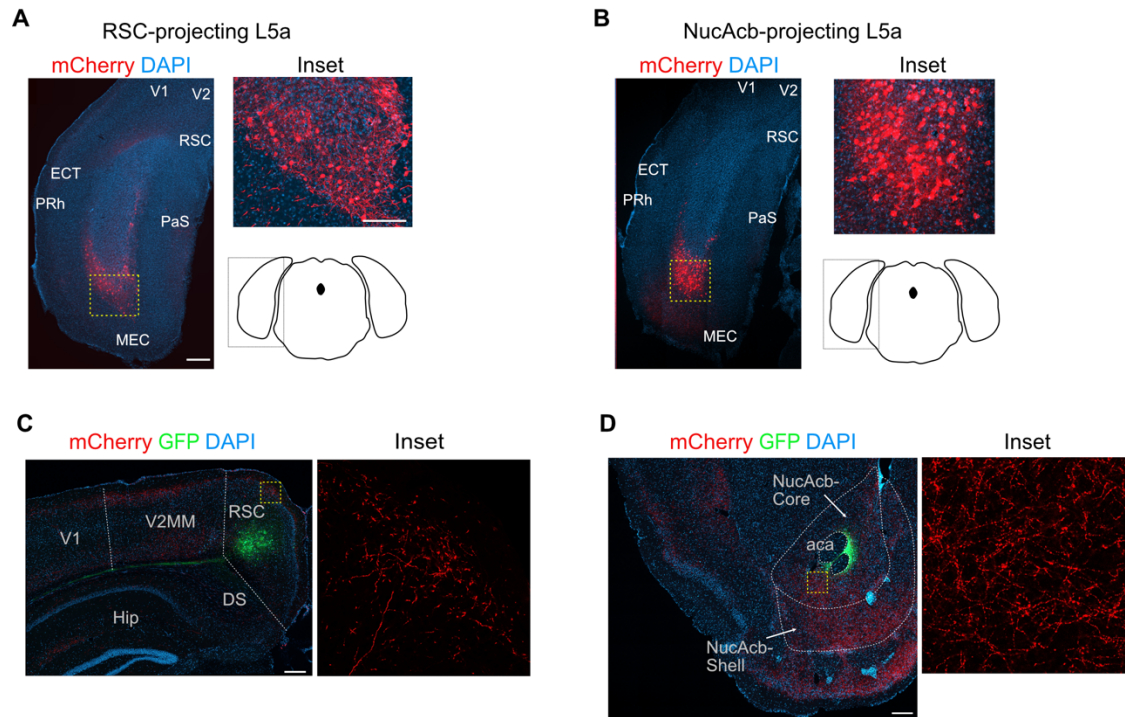 A
RSC-projecting L5a
mCherry DAPI
Inset
V1
V2
RSC
ECT
PRh
PaS
MEC
B
NucAcb-projecting L5a
mCherry DAPI
Inset
V1
V2
RSC
ECT
PRh
PaS
MEC
C
mCherry GFP DAPI
Inset
RSC
V2MM
V1
DS
Hip
D
mCherry GFP DAPI
Inset
NucAcb-
Core
aca
NucAcb-
Shell